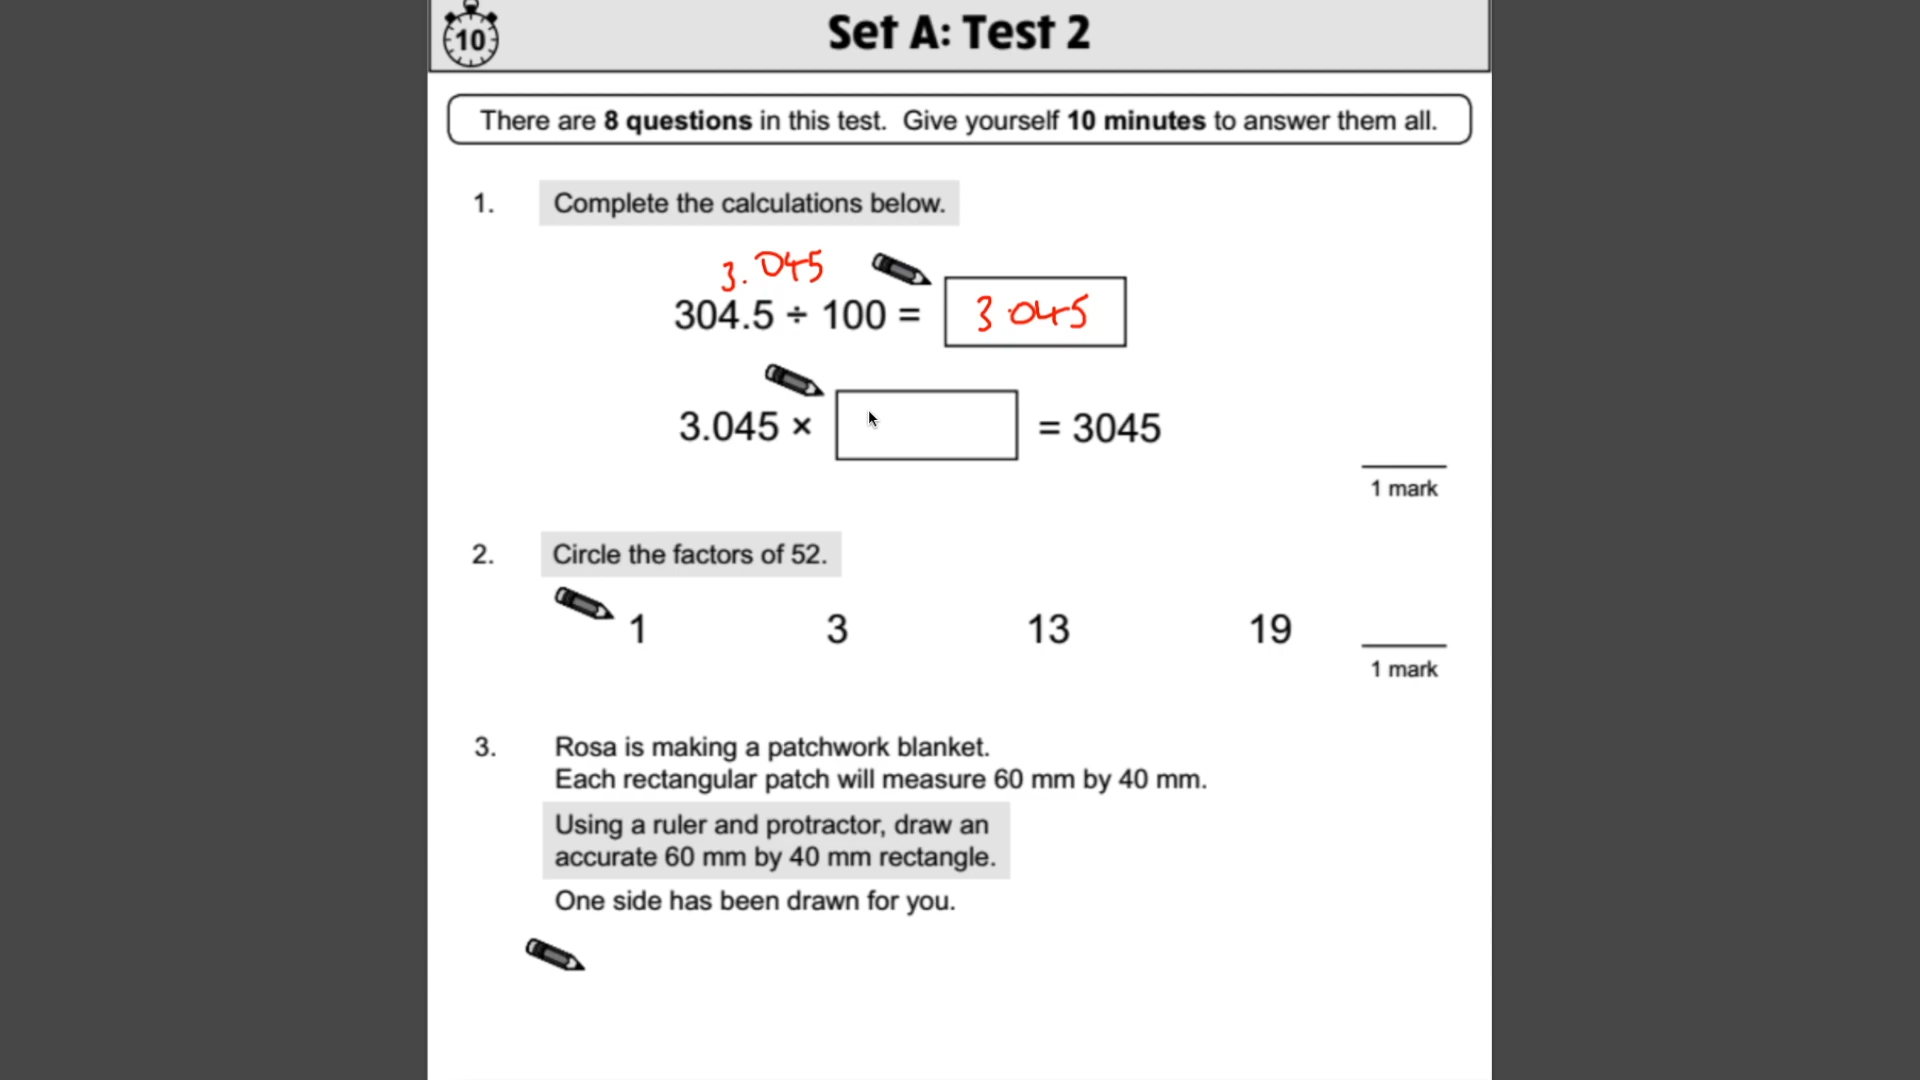 10
Set A: Test 2
There are 8 questions in this test. Give yourself 10 minutes to answer them all.
1. Complete the calculations below.
3.045
304.5 ÷ 100 = 3.045
3.045 × = 3045
1 mark
2. Circle the factors of 52.
1 3 13 19
1 mark
3. Rosa is making a patchwork blanket.
Each rectangular patch will measure 60 mm by 40 mm.
Using a ruler and protractor, draw an
accurate 60 mm by 40 mm rectangle.
One side has been drawn for you.